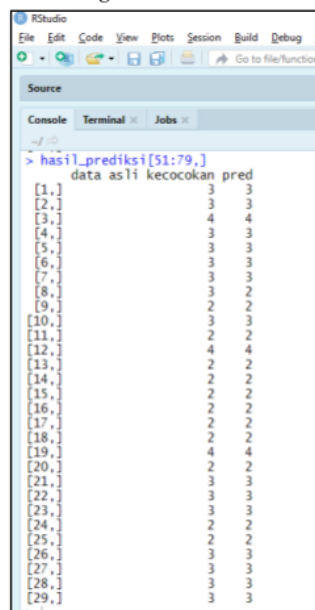 RStudio
File Edit Code View Plots Session Build Debug
Go to file/function
Source
Console Terminal Jobs
~/
> hasil_prediksi[51:79,]
data asli kecocokan pred
[1,] 3 3
[2,] 3 3
[3,] 4 4
[4,] 3 3
[5,] 3 3
[6,] 3 3
[7,] 3 3
[8,] 3 2
[9,] 2 2
[10,] 3 3
[11,] 2 2
[12,] 4 4
[13,] 2 2
[14,] 2 2
[15,] 2 2
[16,] 2 2
[17,] 2 2
[18,] 2 2
[19,] 4 4
[20,] 2 2
[21,] 3 3
[22,] 3 3
[23,] 3 3
[24,] 2 2
[25,] 2 2
[26,] 3 3
[27,] 3 3
[28,] 3 3
[29,] 3 3